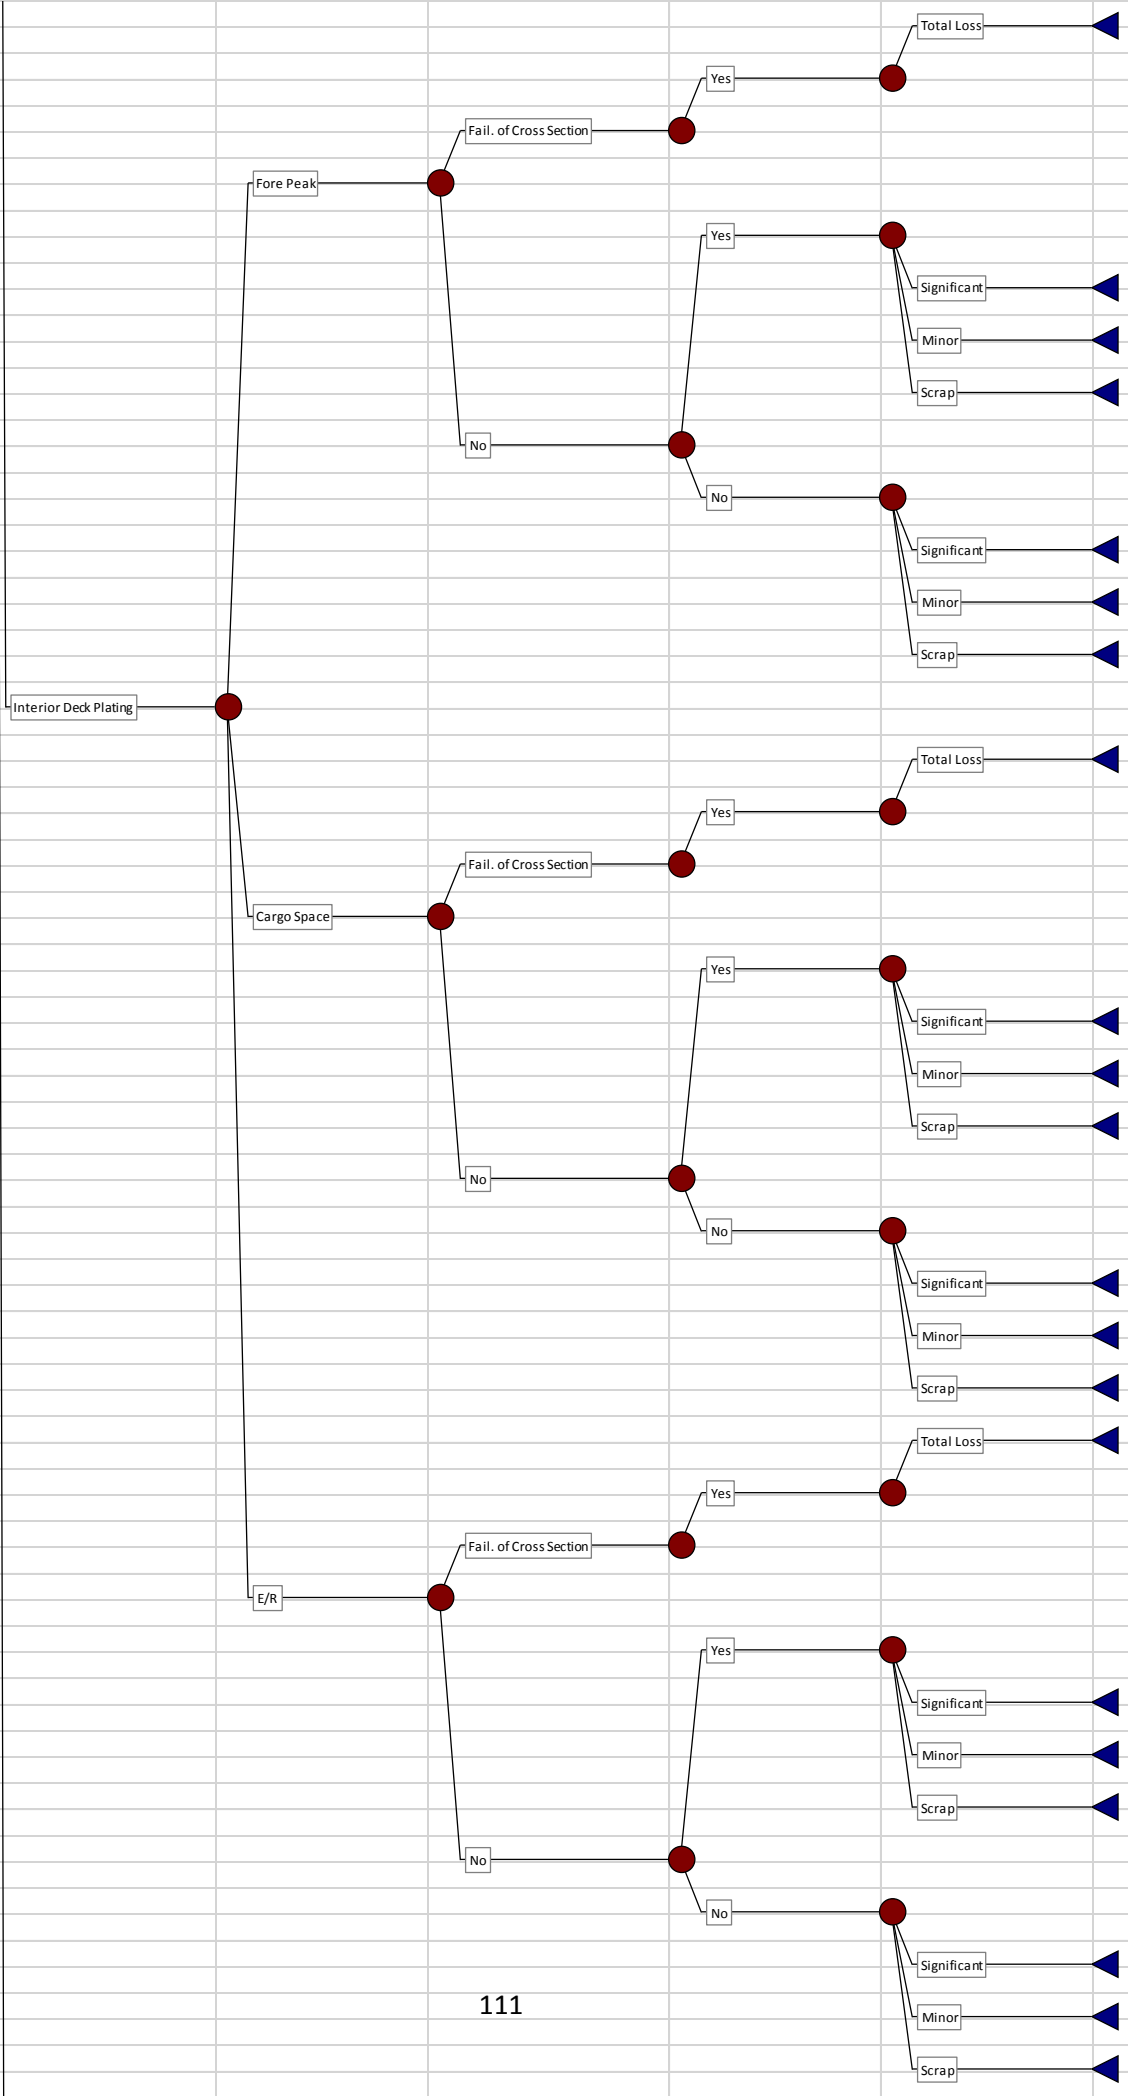 Total Loss
Yes
Fail. of Cross Section
Fore Peak
Yes
Significant
Minor
Scrap
No
No
Significant
Minor
Scrap
Interior Deck Plating
Total Loss
Yes
Fail. of Cross Section
Cargo Space
Yes
Significant
Minor
Scrap
No
No
Significant
Minor
Scrap
Total Loss
Yes
Fail. of Cross Section
E/R
Yes
Significant
Minor
Scrap
No
No
Significant
111
Minor
Scrap